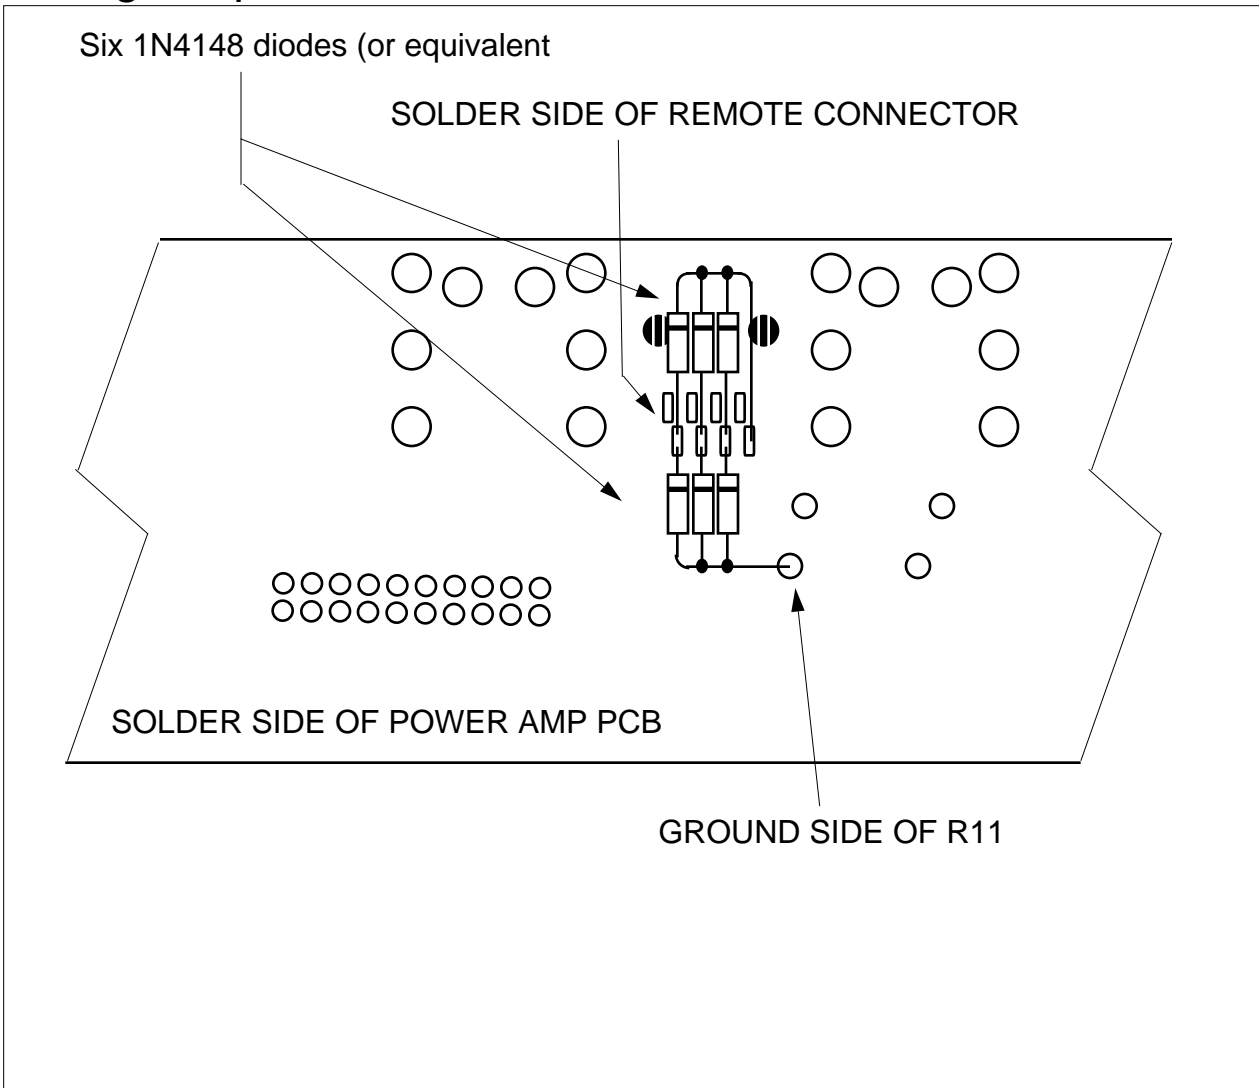 Six 1N4148 diodes (or equivalent
SOLDER SIDE OF REMOTE CONNECTOR
SOLDER SIDE OF POWER AMP PCB
GROUND SIDE OF R11